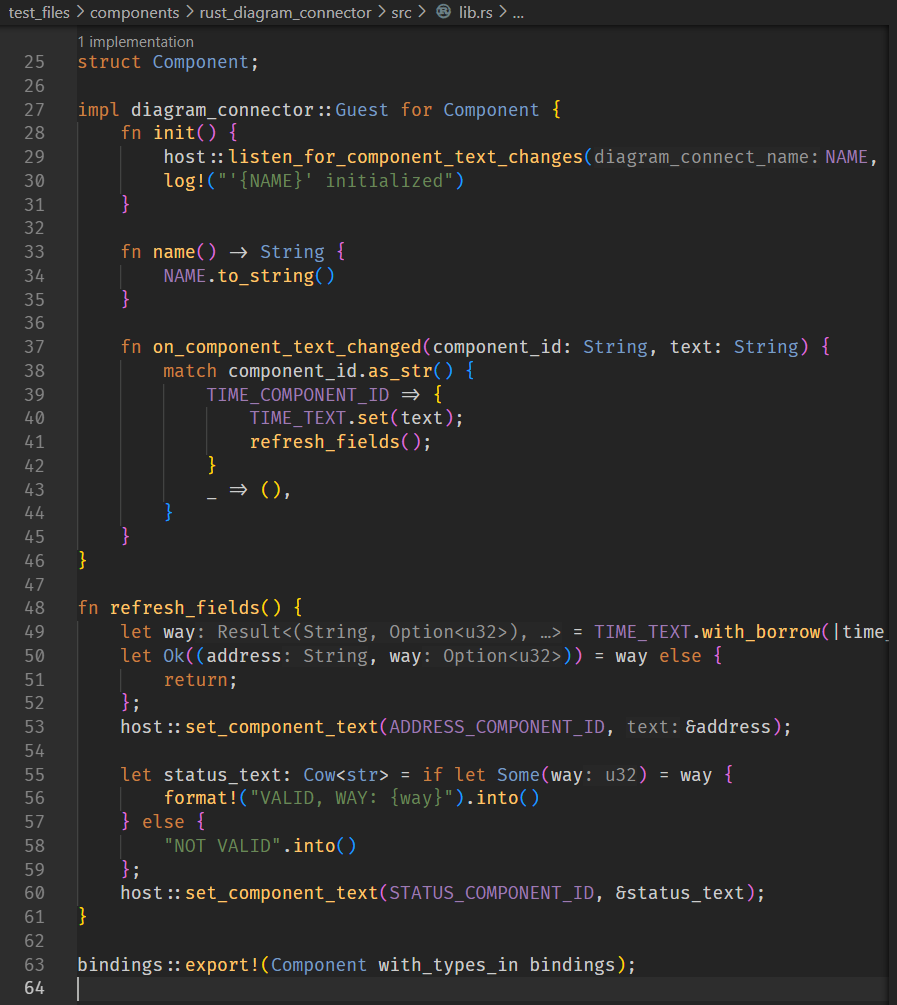 test_files > components > rust_diagram_connector > src > lib.rs > ...
1 implementation
25 struct Component;
26
27 impl diagram_connector::Guest for Component {
28     fn init() {
29         host::listen_for_component_text_changes(diagram_connect_name: NAME,
30         log!("'{NAME}' initialized")
31     }
32
33     fn name() -> String {
34         NAME.to_string()
35     }
36
37     fn on_component_text_changed(component_id: String, text: String) {
38         match component_id.as_str() {
39             TIME_COMPONENT_ID => {
40                 TIME_TEXT.set(text);
41                 refresh_fields();
42             }
43             _ => (),
44         }
45     }
46 }
47
48 fn refresh_fields() {
49     let way: Result<(String, Option<u32>), …> = TIME_TEXT.with_borrow(|time_
50     let Ok((address: String, way: Option<u32>)) = way else {
51         return;
52     };
53     host::set_component_text(ADDRESS_COMPONENT_ID, text: &address);
54
55     let status_text: Cow<str> = if let Some(way: u32) = way {
56         format!("VALID, WAY: {way}").into()
57     } else {
58         "NOT VALID".into()
59     };
60     host::set_component_text(STATUS_COMPONENT_ID, &status_text);
61 }
62
63 bindings::export!(Component with_types_in bindings);
64